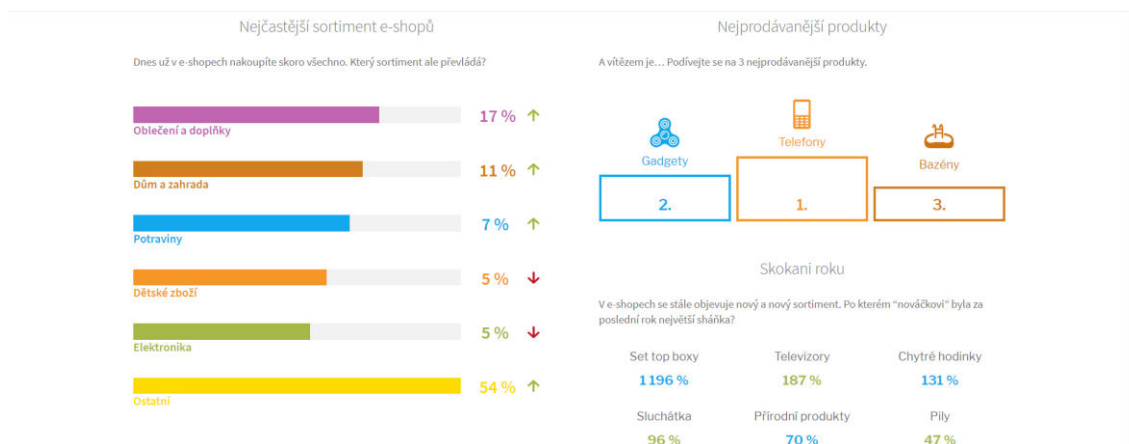 Nejčastější sortiment e-shopů
Dnes už v e-shopech nakoupíte skoro všechno. Který sortiment ale převládá?
17 %
Oblečení a doplňky
11 %
Dům a zahrada
7 %
Potraviny
5 %
Dětské zboží
5 %
Elektronika
54 %
Ostatní
Nejprodávanější produkty
A vítězem je… Podívejte se na 3 nejprodávanější produkty.
Gadgety
Telefony
Bazény
2.
1.
3.
Skokani roku
V e-shopech se stále objevuje nový a nový sortiment. Po kterém "nováčkovi" byla za
poslední rok největší sháňka?
Set top boxy
Televizory
Chytré hodinky
1 196 %
187 %
131 %
Sluchátka
Přírodní produkty
Pily
96 %
70 %
47 %